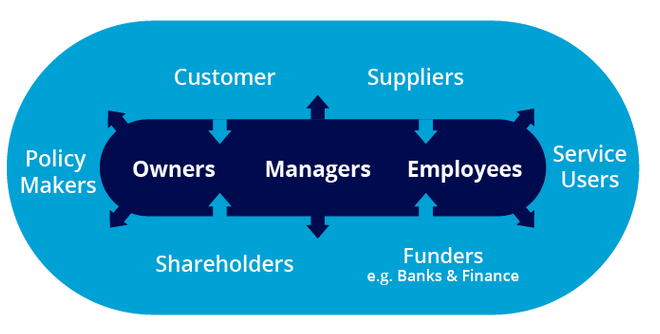 Customer
Suppliers
Policy
Makers
Owners
Managers
Employees
Service
Users
Shareholders
Funders
e.g. Banks & Finance